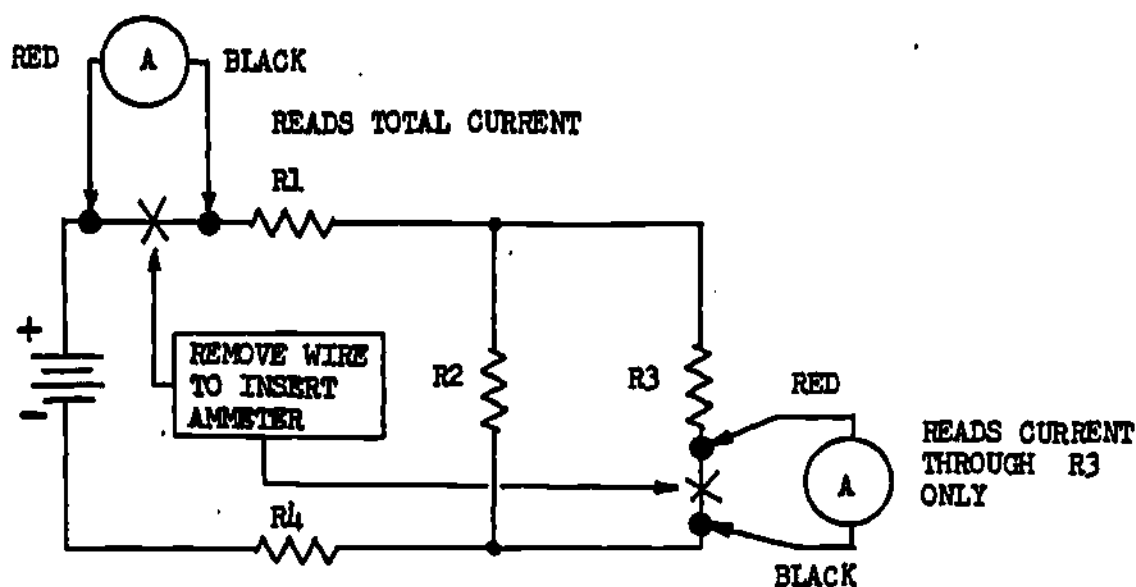 RED
A
BLACK
READS TOTAL CURRENT
R1
+
-
REMOVE WIRE
TO INSERT
AMMETER
R2
R3
RED
READS CURRENT
THROUGH R3
ONLY
A
R4
BLACK